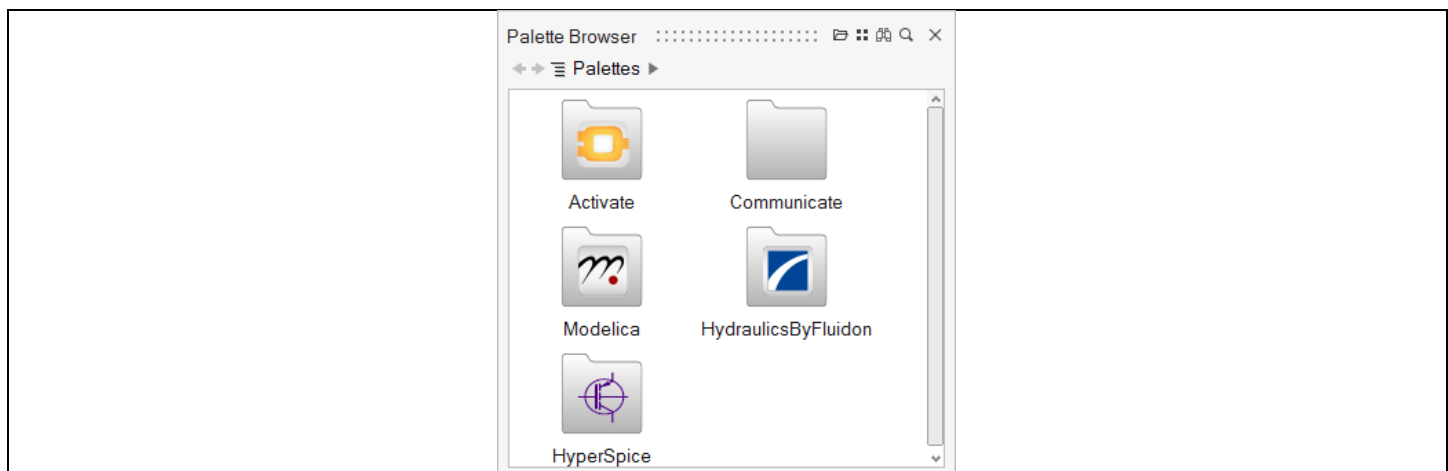 Palette Browser
Palettes
Activate
Communicate
Modelica
HydraulicsByFluidon
HyperSpice